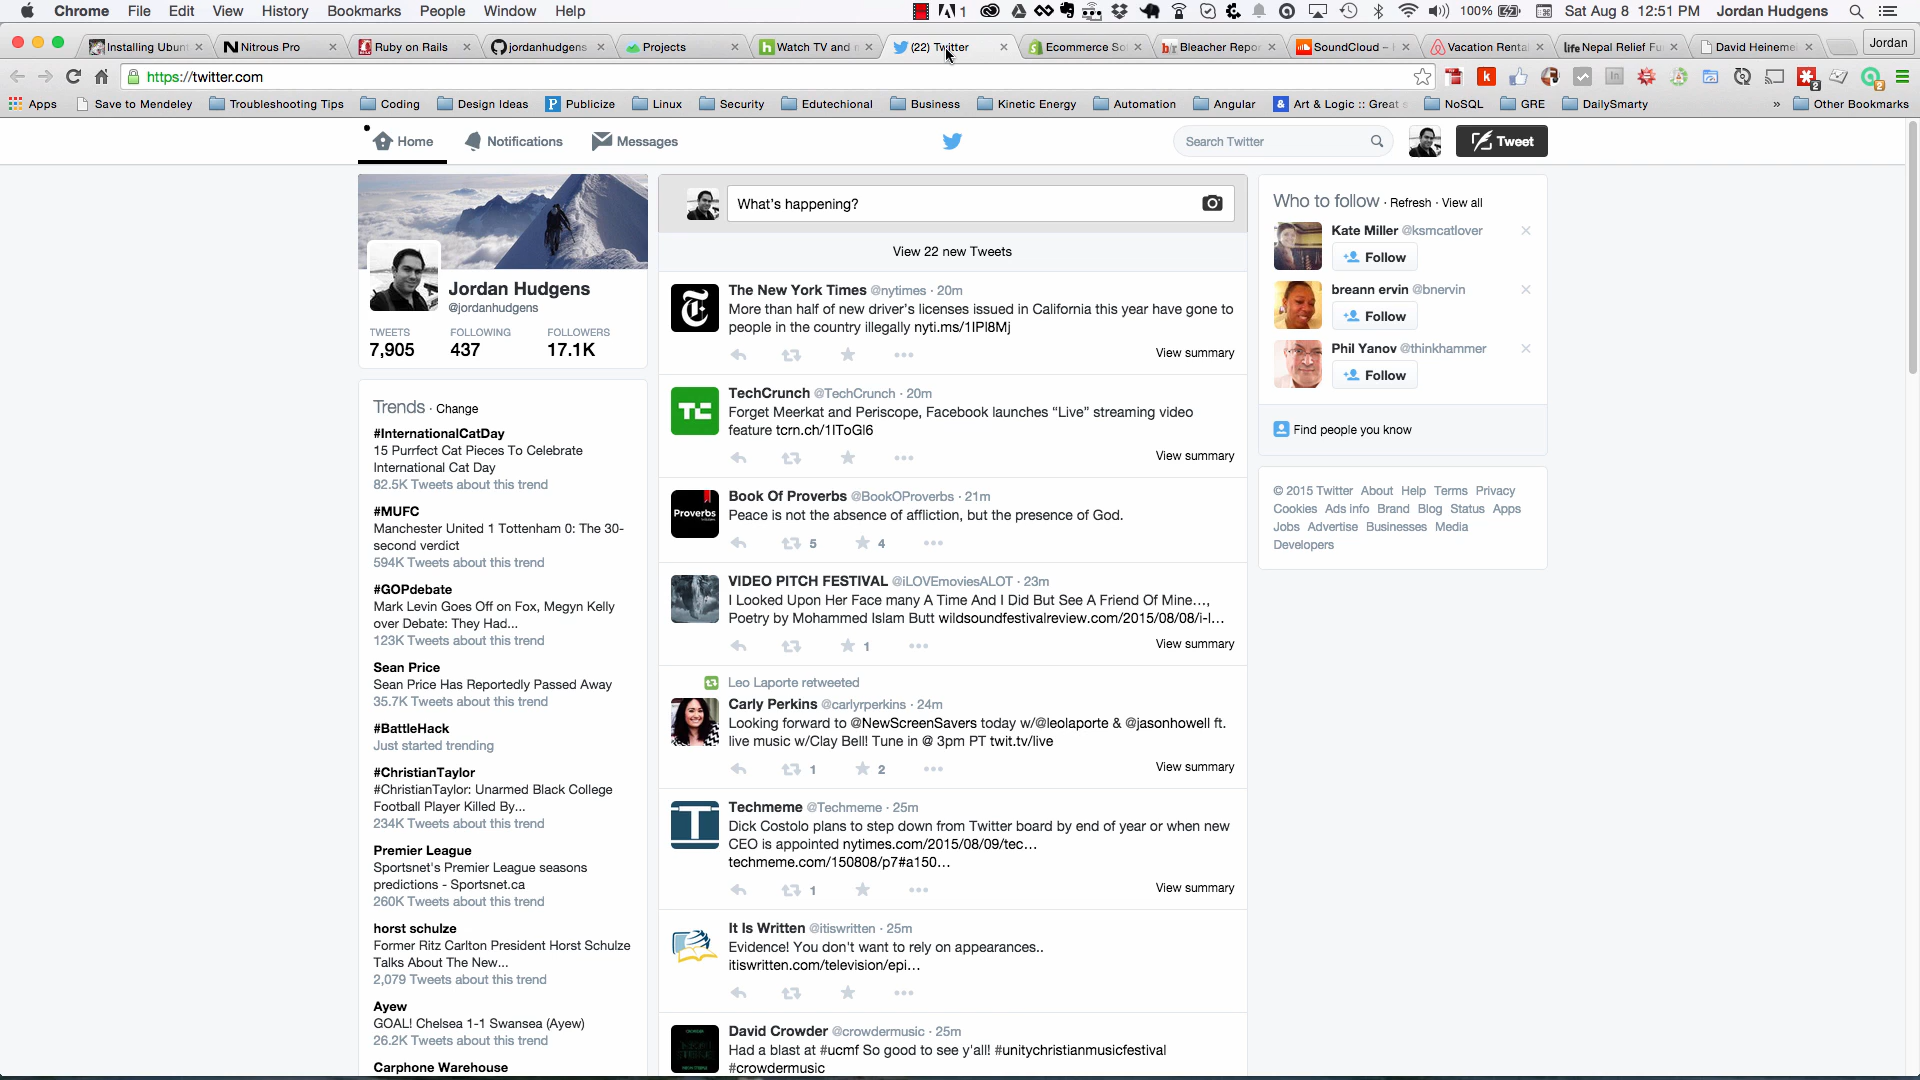 Chrome File Edit View History Bookmarks People Window Help 1 100% Sat Aug 8 12:51 PM Jordan Hudgens
Installing Ubun Nitrous Pro Ruby on Rails jordanhudgens Projects Watch TV and m (22) Twitter Ecommerce So Bleacher Repor SoundCloud – Vacation Renta Nepal Relief Fu David Heinemei Jordan
https://twitter.com
Apps Save to Mendeley Troubleshooting Tips Coding Design Ideas Publicize Linux Security Edutechional Business Kinetic Energy Automation Angular Art & Logic :: Great NoSQL GRE DailySmarty » Other Bookmarks
Home Notifications Messages Search Twitter Tweet
Jordan Hudgens
@jordanhudgens
TWEETS FOLLOWING FOLLOWERS
7,905 437 17.1K
Trends · Change
#InternationalCatDay
15 Purrfect Cat Pieces To Celebrate
International Cat Day
82.5K Tweets about this trend
#MUFC
Manchester United 1 Tottenham 0: The 30-
second verdict
594K Tweets about this trend
#GOPdebate
Mark Levin Goes Off on Fox, Megyn Kelly
over Debate: They Had...
123K Tweets about this trend
Sean Price
Sean Price Has Reportedly Passed Away
35.7K Tweets about this trend
#BattleHack
Just started trending
#ChristianTaylor
#ChristianTaylor: Unarmed Black College
Football Player Killed By...
234K Tweets about this trend
Premier League
Sportsnet's Premier League seasons
predictions - Sportsnet.ca
260K Tweets about this trend
horst schulze
Former Ritz Carlton President Horst Schulze
Talks About The New...
2,079 Tweets about this trend
Ayew
GOAL! Chelsea 1-1 Swansea (Ayew)
26.2K Tweets about this trend
Carphone Warehouse
What's happening?
View 22 new Tweets
The New York Times @nytimes · 20m
More than half of new driver's licenses issued in California this year have gone to
people in the country illegally nyti.ms/1IPl8Mj
View summary
TechCrunch @TechCrunch · 20m
Forget Meerkat and Periscope, Facebook launches “Live” streaming video
feature tcrn.ch/1IToGl6
View summary
Proverbs
Book Of Proverbs @BookOProverbs · 21m
Peace is not the absence of affliction, but the presence of God.
5 4
VIDEO PITCH FESTIVAL @iLOVEmoviesALOT · 23m
I Looked Upon Her Face many A Time And I Did But See A Friend Of Mine…,
Poetry by Mohammed Islam Butt wildsoundfestivalreview.com/2015/08/08/i-l…
1 View summary
Leo Laporte retweeted
Carly Perkins @carlyrperkins · 24m
Looking forward to @NewScreenSavers today w/@leolaporte & @jasonhowell ft.
live music w/Clay Bell! Tune in @ 3pm PT twit.tv/live
1 2 View summary
Techmeme @Techmeme · 25m
Dick Costolo plans to step down from Twitter board by end of year or when new
CEO is appointed nytimes.com/2015/08/09/tec…
techmeme.com/150808/p7#a150…
1 View summary
It Is Written @itiswritten · 25m
Evidence! You don't want to rely on appearances..
itiswritten.com/television/epi…
David Crowder @crowdermusic · 25m
Had a blast at #ucmf So good to see y'all! #unitychristianmusicfestival
#crowdermusic
Who to follow · Refresh · View all
Kate Miller @ksmcatlover
Follow
breann ervin @bnervin
Follow
Phil Yanov @thinkhammer
Follow
Find people you know
© 2015 Twitter About Help Terms Privacy
Cookies Ads info Brand Blog Status Apps
Jobs Advertise Businesses Media
Developers